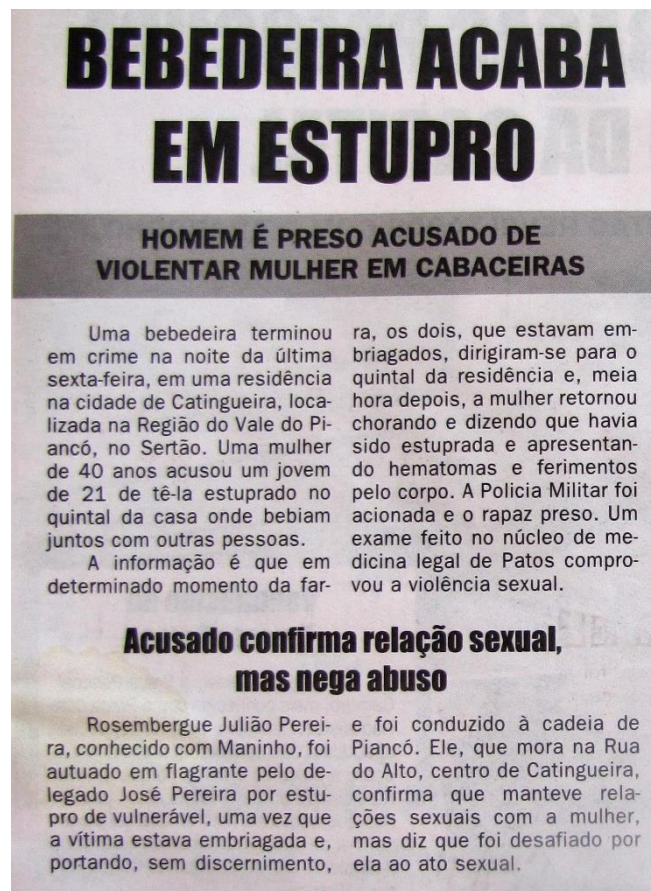 BEBEDEIRA ACABA
EM ESTUPRO
HOMEM É PRESO ACUSADO DE
VIOLENTAR MULHER EM CABACEIRAS
Uma bebedeira terminou
em crime na noite da última
sexta-feira, em uma residência
na cidade de Catingueira, loca-
lizada na Região do Vale do Pi-
ancó, no Sertão. Uma mulher
de 40 anos acusou um jovem
de 21 de tê-la estuprado no
quintal da casa onde bebiam
juntos com outras pessoas.
A informação é que em
determinado momento da far-
ra, os dois, que estavam em-
briagados, dirigiram-se para o
quintal da residência e, meia
hora depois, a mulher retornou
chorando e dizendo que havia
sido estuprada e apresentan-
do hematomas e ferimentos
pelo corpo. A Policia Militar foi
acionada e o rapaz preso. Um
exame feito no núcleo de me-
dicina legal de Patos compro-
vou a violência sexual.
Acusado confirma relação sexual,
mas nega abuso
Rosembergue Julião Perei-
ra, conhecido com Maninho, foi
autuado em flagrante pelo de-
legado José Pereira por estu-
pro de vulnerável, uma vez que
a vítima estava embriagada e,
portando, sem discernimento,
e foi conduzido à cadeia de
Piancó. Ele, que mora na Rua
do Alto, centro de Catingueira,
confirma que manteve rela-
ções sexuais com a mulher,
mas diz que foi desafiado por
ela ao ato sexual.